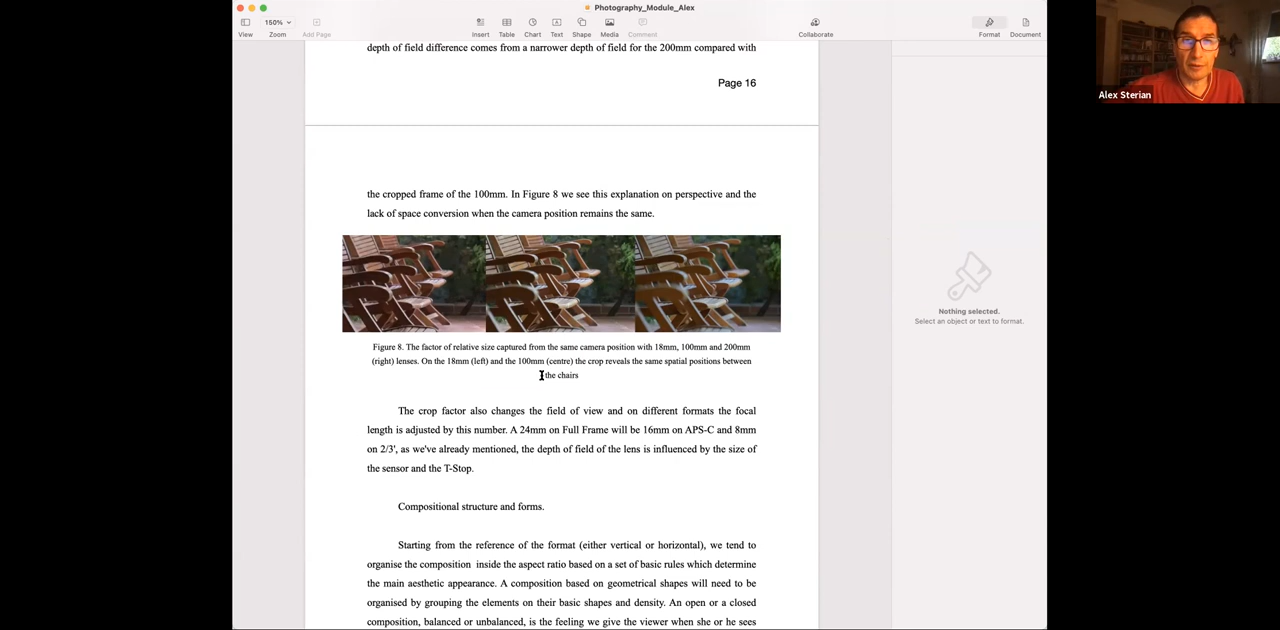 Photography_Module_Alex
150%
View
Zoom
Add Page
Insert
Table
Chart
Text
Shape
Media
Comment
Collaborate
Format
Document
Alex Sterian
depth of field difference comes from a narrower depth of field for the 200mm compared with
Page 16
the cropped frame of the 100mm. In Figure 8 we see this explanation on perspective and the
lack of space conversion when the camera position remains the same.
Figure 8. The factor of relative size captured from the same camera position with 18mm, 100mm and 200mm
(right) lenses. On the 18mm (left) and the 100mm (centre) the crop reveals the same spatial positions between
the chairs
The crop factor also changes the field of view and on different formats the focal
length is adjusted by this number. A 24mm on Full Frame will be 16mm on APS-C and 8mm
on 2/3', as we've already mentioned, the depth of field of the lens is influenced by the size of
the sensor and the T-Stop.
Compositional structure and forms.
Starting from the reference of the format (either vertical or horizontal), we tend to
organise the composition inside the aspect ratio based on a set of basic rules which determine
the main aesthetic appearance. A composition based on geometrical shapes will need to be
organised by grouping the elements on their basic shapes and density. An open or a closed
composition, balanced or unbalanced, is the feeling we give the viewer when she or he sees
Nothing selected.
Select an object or text to format.